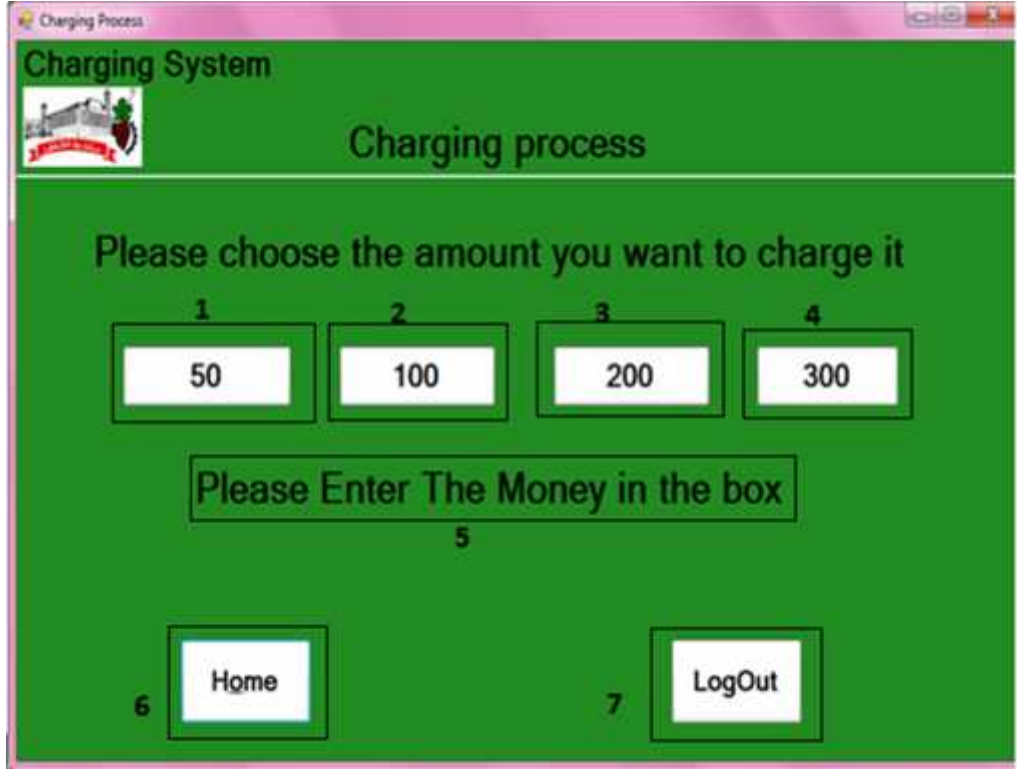 Charging Process
Charging System
Charging process
Please choose the amount you want to charge it
1 2 3 4
50 100 200 300
Please Enter The Money in the box
5
Home LogOut
6 7